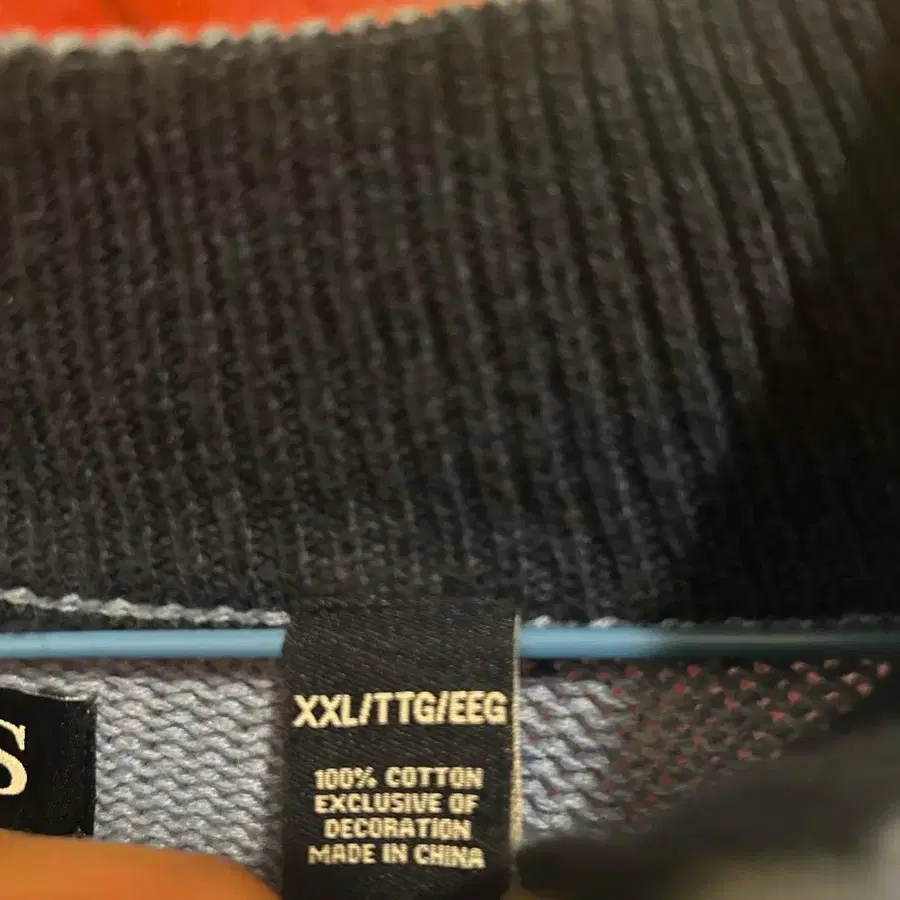 S
XXL/TTG/EEG
100% COTTON
EXCLUSIVE OF
DECORATION
MADE IN CHINA